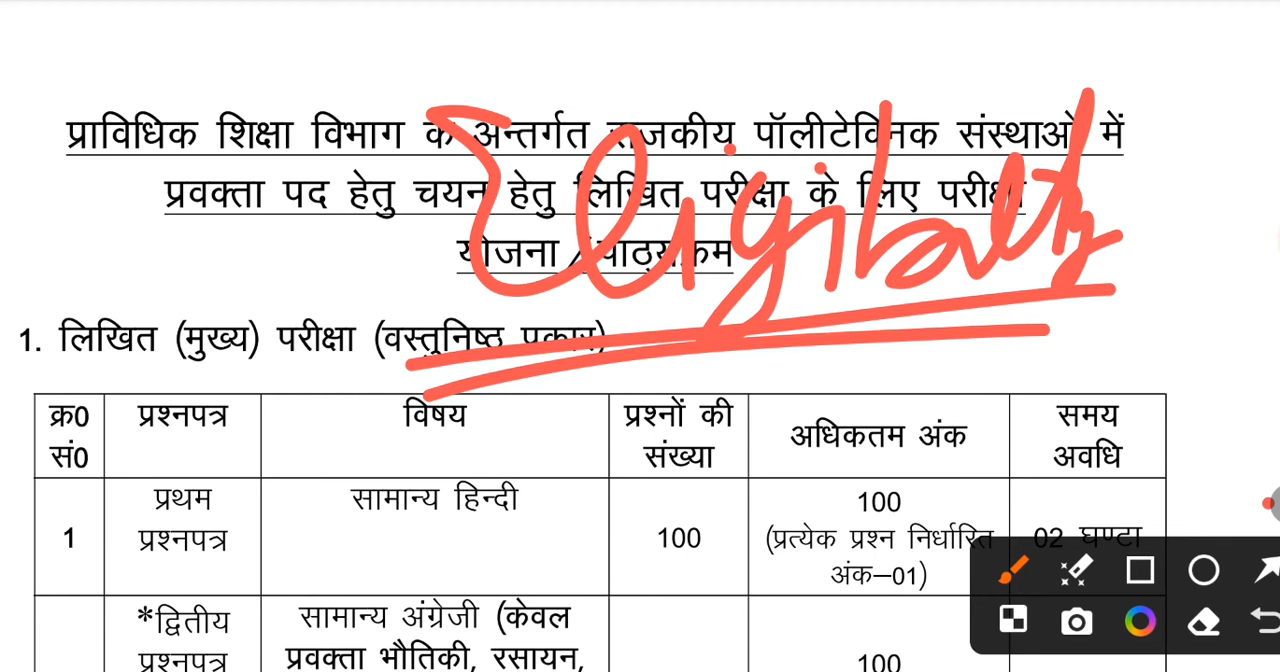 प्राविधिक शिक्षा विभाग के अन्तर्गत राजकीय पॉलीटेक्निक संस्थाओं में
प्रवक्ता पद हेतु चयन हेतु लिखित परीक्षा के लिए परीक्षा
योजना/पाठ्यक्रम
Eligibilety
1. लिखित (मुख्य) परीक्षा (वस्तुनिष्ठ प्रकार)
क्र0 सं0 प्रश्नपत्र विषय प्रश्नों की संख्या अधिकतम अंक समय अवधि
1 प्रथम प्रश्नपत्र सामान्य हिन्दी 100 100 (प्रत्येक प्रश्न निर्धारित अंक–01) 02 घण्टा
*द्वितीय प्रश्नपत्र सामान्य अंग्रेजी (केवल प्रवक्ता भौतिकी, रसायन, 100